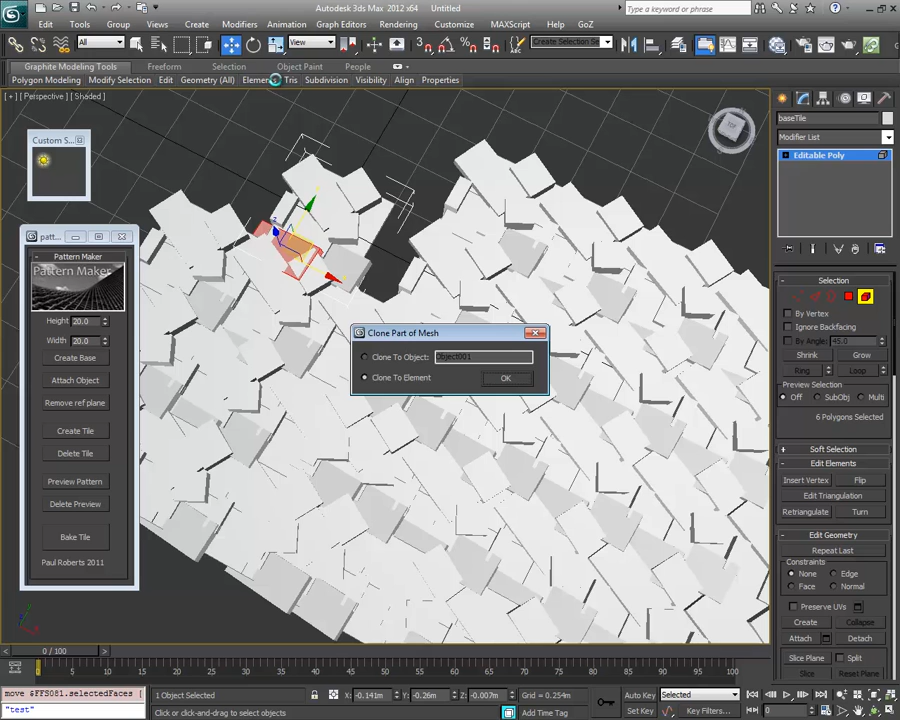 Autodesk 3ds Max 2012 x64 Untitled
Type a keyword or phrase
Edit Tools Group Views Create Modifiers Animation Graph Editors Rendering Customize MAXScript Help GoZ
All View Create Selection Se
Graphite Modeling Tools Freeform Selection Object Paint People
Polygon Modeling Modify Selection Edit Geometry (All) Elements Tris Subdivision Visibility Align Properties
[ + ] [ Perspective ] [ Shaded ]
Custom S...
TOP
baseTile
Modifier List
Editable Poly
patt...
Pattern Maker
Pattern Maker
Height 20.0
Width 20.0
Create Base
Attach Object
Remove ref plane
Create Tile
Delete Tile
Preview Pattern
Delete Preview
Bake Tile
Paul Roberts 2011
Clone Part of Mesh
Clone To Object: Object001
Clone To Element OK
Selection
By Vertex
Ignore Backfacing
By Angle: 45.0
Shrink Grow
Ring Loop
Preview Selection
Off SubObj Multi
6 Polygons Selected
Soft Selection
Edit Elements
Insert Vertex Flip
Edit Triangulation
Retriangulate Turn
Edit Geometry
Repeat Last
Constraints
None Edge
Face Normal
Preserve UVs
Create Collapse
Attach Detach
Slice Plane Split
Slice Reset Plane
0 / 100
0 5 10 15 20 25 30 35 40 45 50 55 60 65 70 75 80 85 90 95 100
move $FFS081.selectedFaces [
"test"
1 Object Selected
X: -0.141m Y: -0.26m Z: -0.007m Grid = 0.254m
Click or click-and-drag to select objects
Add Time Tag
Auto Key Selected
Set Key Key Filters... 0